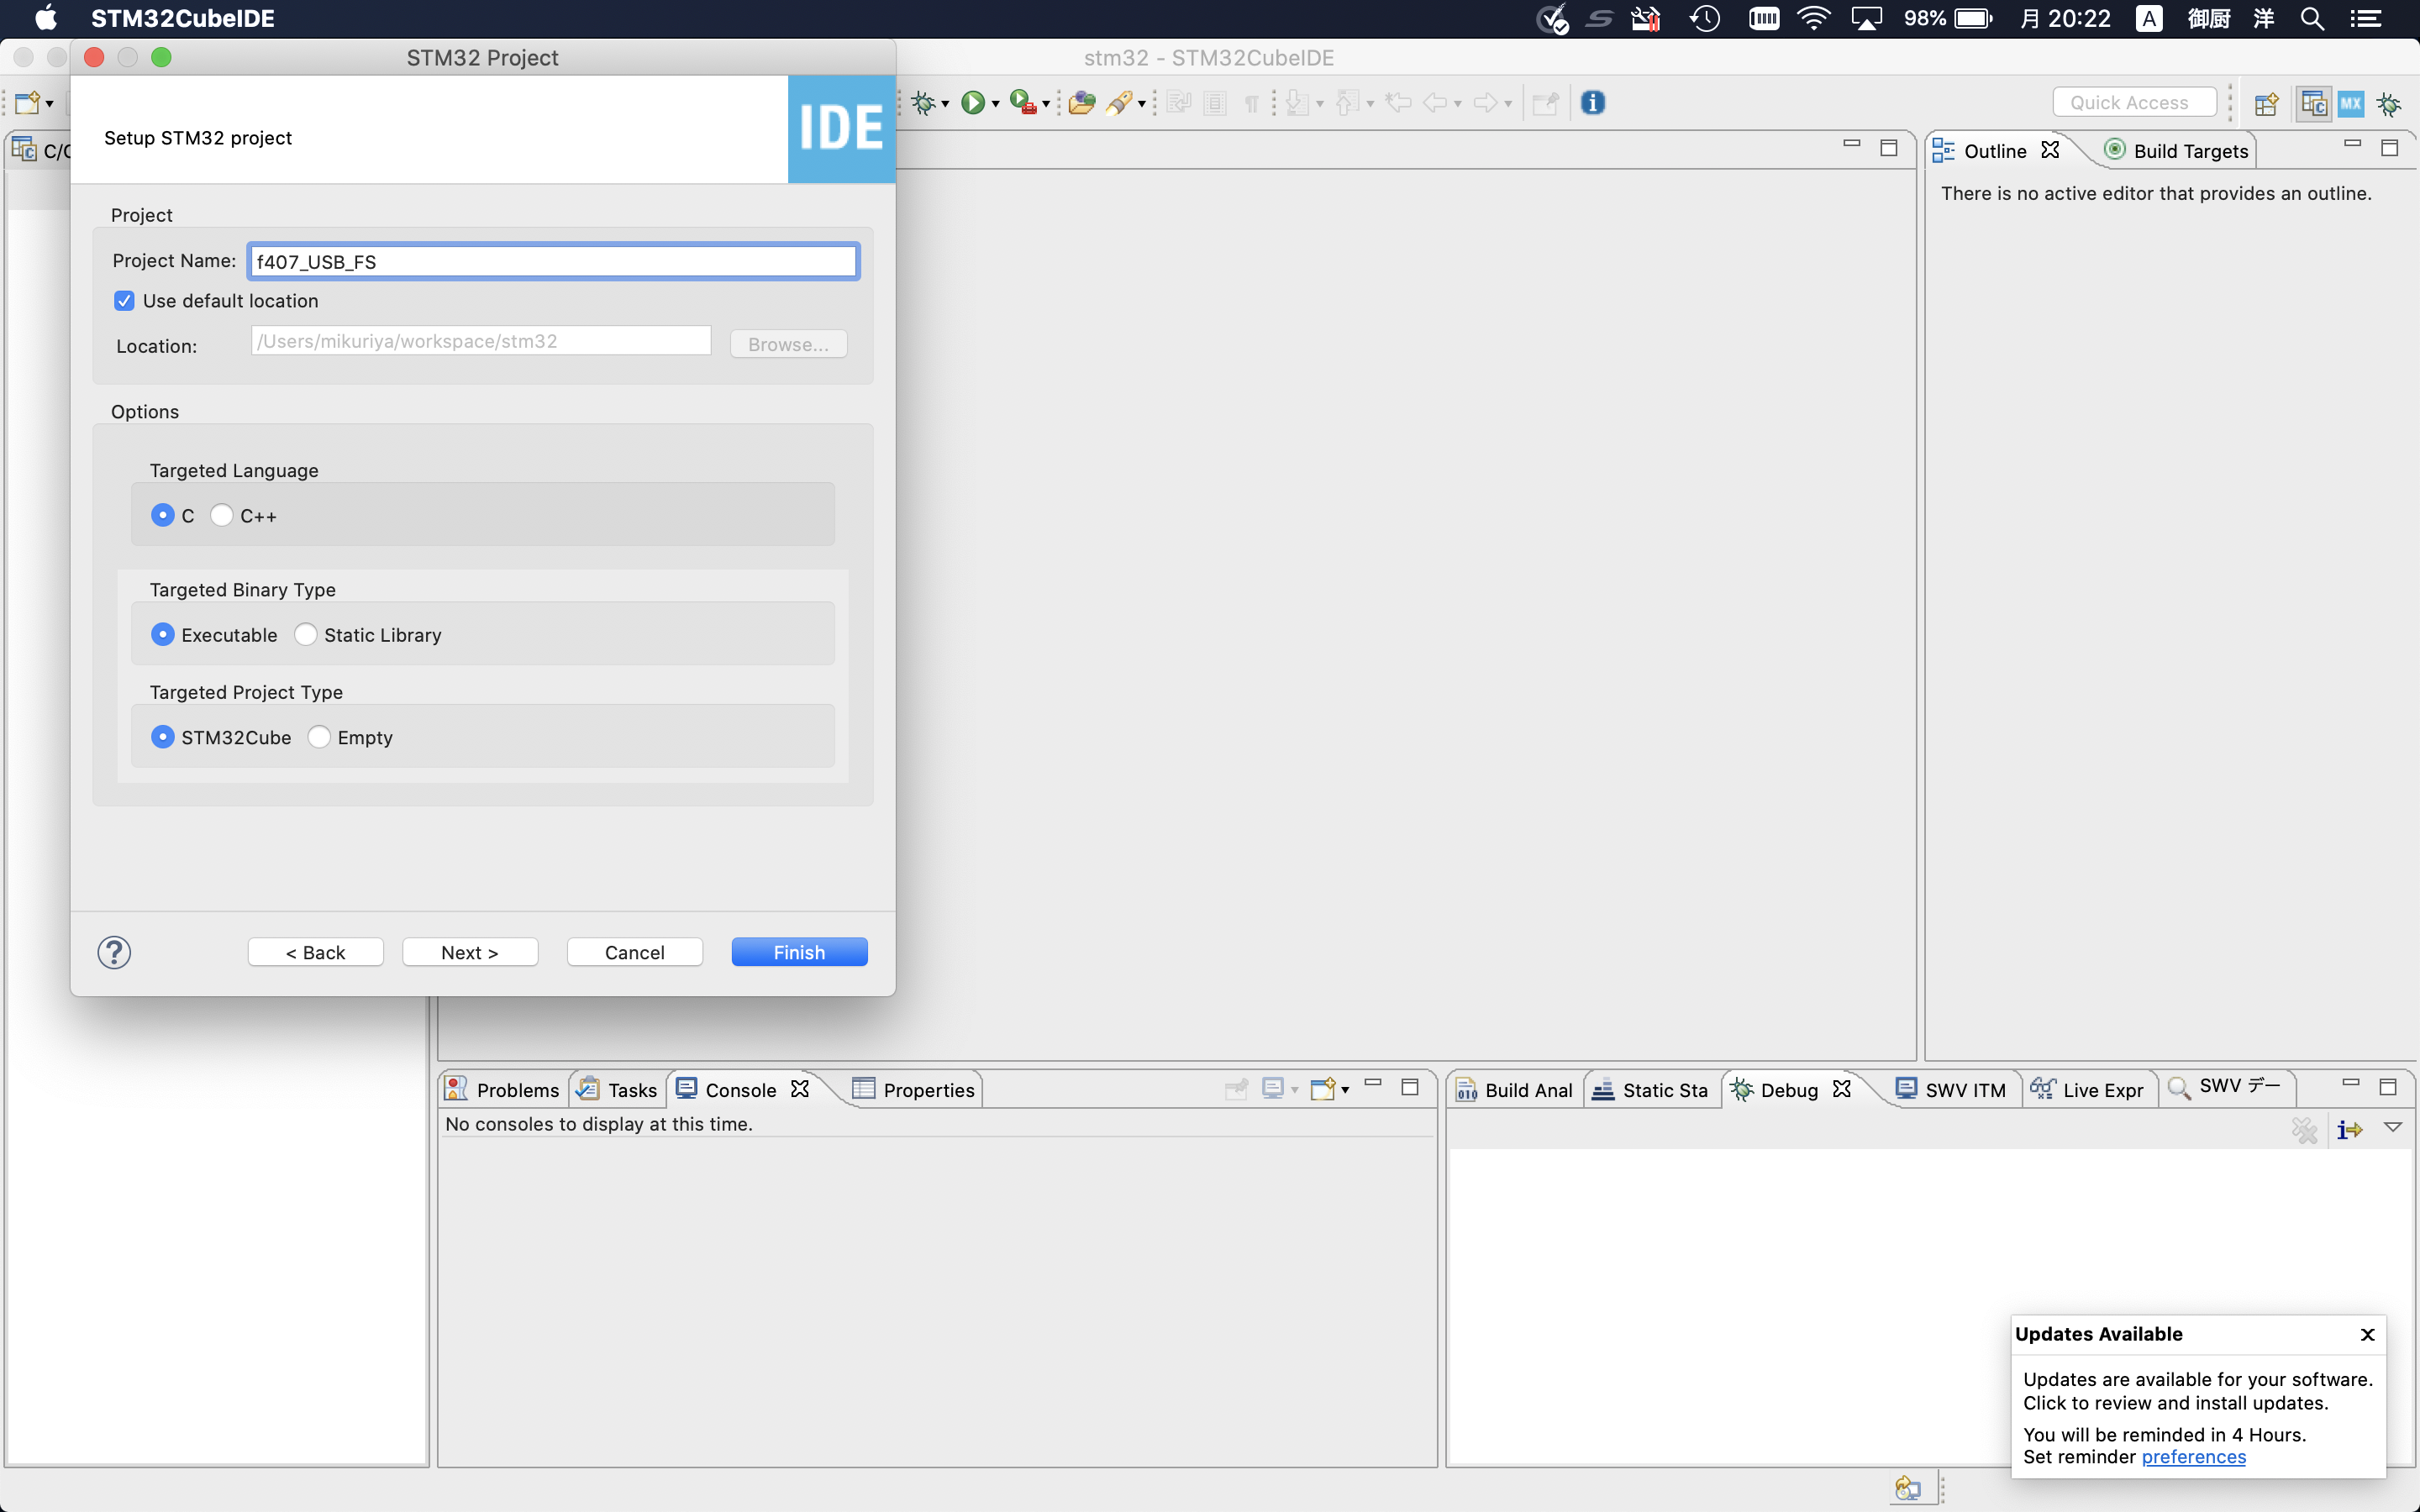 STM32CubeIDE
98%
月 20:22
A
御厨 洋
STM32 Project
stm32 - STM32CubeIDE
Setup STM32 project
IDE
Quick Access
MX
C/C
Outline
Build Targets
There is no active editor that provides an outline.
Project
Project Name:
f407_USB_FS
Use default location
Location:
/Users/mikuriya/workspace/stm32
Browse...
Options
Targeted Language
C
C++
Targeted Binary Type
Executable
Static Library
Targeted Project Type
STM32Cube
Empty
?
< Back
Next >
Cancel
Finish
Problems
Tasks
Console
Properties
No consoles to display at this time.
Build Anal
Static Sta
Debug
SWV ITM
Live Expr
SWV デー
Updates Available
X
Updates are available for your software.
Click to review and install updates.
You will be reminded in 4 Hours.
Set reminder preferences